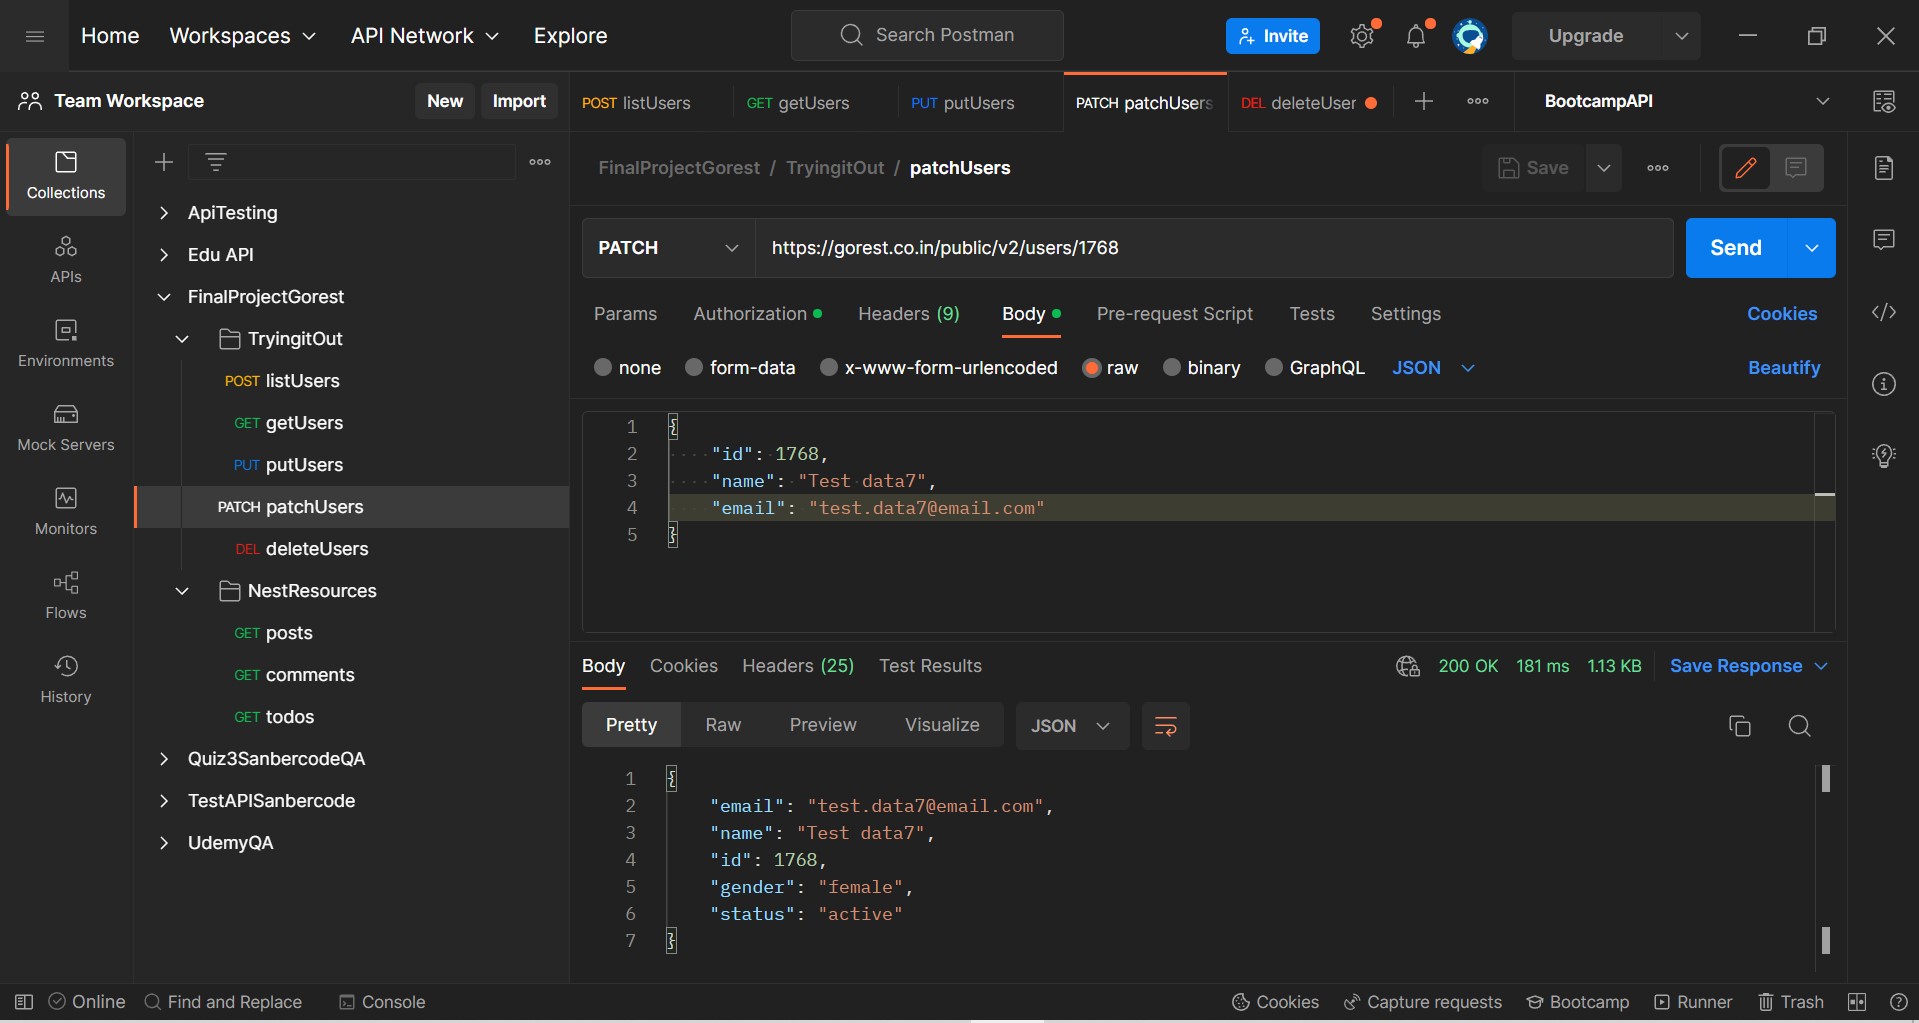 Home Workspaces API Network Explore Search Postman Invite Upgrade
Team Workspace New Import POST listUsers GET getUsers PUT putUsers PATCH patchUsers DEL deleteUser BootcampAPI
Collections
APIs
Environments
Mock Servers
Monitors
Flows
History
ApiTesting
Edu API
FinalProjectGorest
TryingitOut
POST listUsers
GET getUsers
PUT putUsers
PATCH patchUsers
DEL deleteUsers
NestResources
GET posts
GET comments
GET todos
Quiz3SanbercodeQA
TestAPISanbercode
UdemyQA
FinalProjectGorest / TryingitOut / patchUsers Save
PATCH https://gorest.co.in/public/v2/users/1768 Send
Params Authorization Headers (9) Body Pre-request Script Tests Settings Cookies
none form-data x-www-form-urlencoded raw binary GraphQL JSON Beautify
1 {
2 "id": 1768,
3 "name": "Test data7",
4 "email": "test.data7@email.com"
5 }
Body Cookies Headers (25) Test Results 200 OK 181 ms 1.13 KB Save Response
Pretty Raw Preview Visualize JSON
1 {
2 "email": "test.data7@email.com",
3 "name": "Test data7",
4 "id": 1768,
5 "gender": "female",
6 "status": "active"
7 }
Online Find and Replace Console Cookies Capture requests Bootcamp Runner Trash